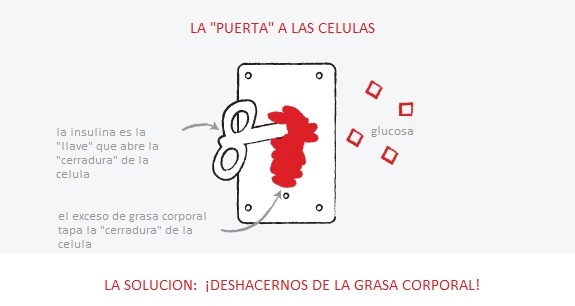 LA "PUERTA" A LAS CELULAS
la insulina es la
"llave" que abre la
"cerradura" de la
celula
glucosa
el exceso de grasa corporal
tapa la "cerradura" de la
celula
LA SOLUCION: ¡DESHACERNOS DE LA GRASA CORPORAL!